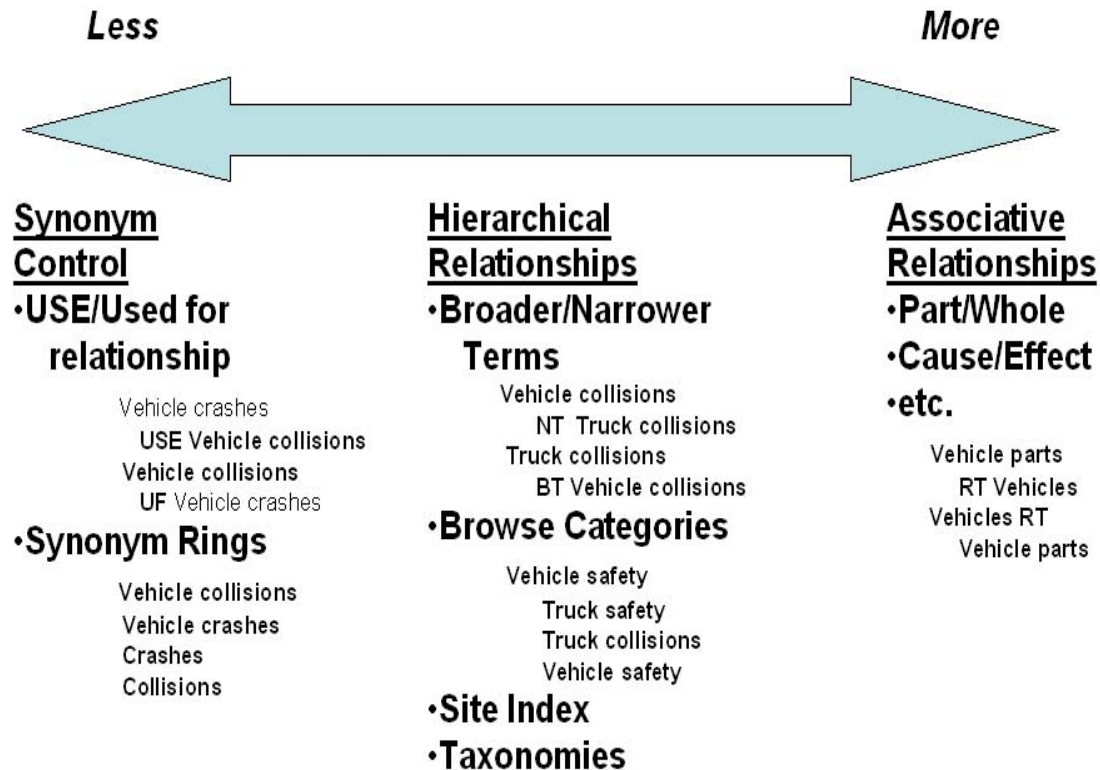 Less
More
Synonym
Control
•USE/Used for
relationship
Vehicle crashes
USE Vehicle collisions
Vehicle collisions
UF Vehicle crashes
•Synonym Rings
Vehicle collisions
Vehicle crashes
Crashes
Collisions
Hierarchical
Relationships
•Broader/Narrower
Terms
Vehicle collisions
NT Truck collisions
Truck collisions
BT Vehicle collisions
•Browse Categories
Vehicle safety
Truck safety
Truck collisions
Vehicle safety
•Site Index
•Taxonomies
Associative
Relationships
•Part/Whole
•Cause/Effect
•etc.
Vehicle parts
RT Vehicles
Vehicles RT
Vehicle parts